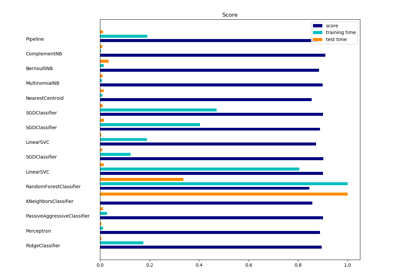 Score
score
training time
test time
Pipeline
ComplementNB
BernoulliNB
MultinomialNB
NearestCentroid
SGDClassifier
SGDClassifier
LinearSVC
SGDClassifier
LinearSVC
RandomForestClassifier
KNeighborsClassifier
PassiveAggressiveClassifier
Perceptron
RidgeClassifier
0.0 0.2 0.4 0.6 0.8 1.0